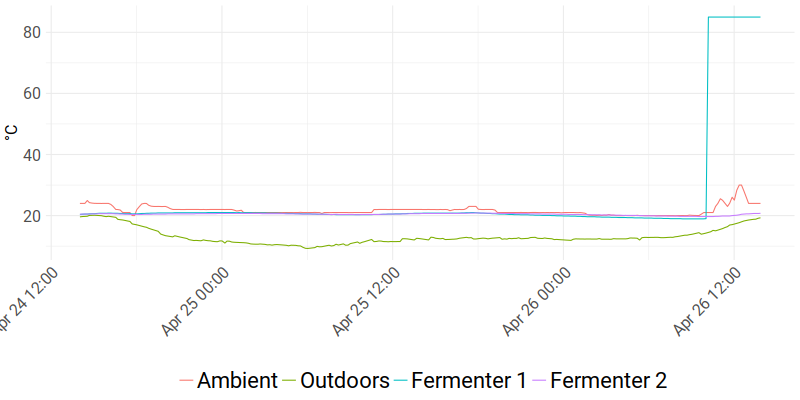 80
60
°C
40
20
pr 24 12:00
Apr 25 00:00
Apr 25 12:00
Apr 26 00:00
Apr 26 12:00
Ambient Outdoors Fermenter 1 Fermenter 2